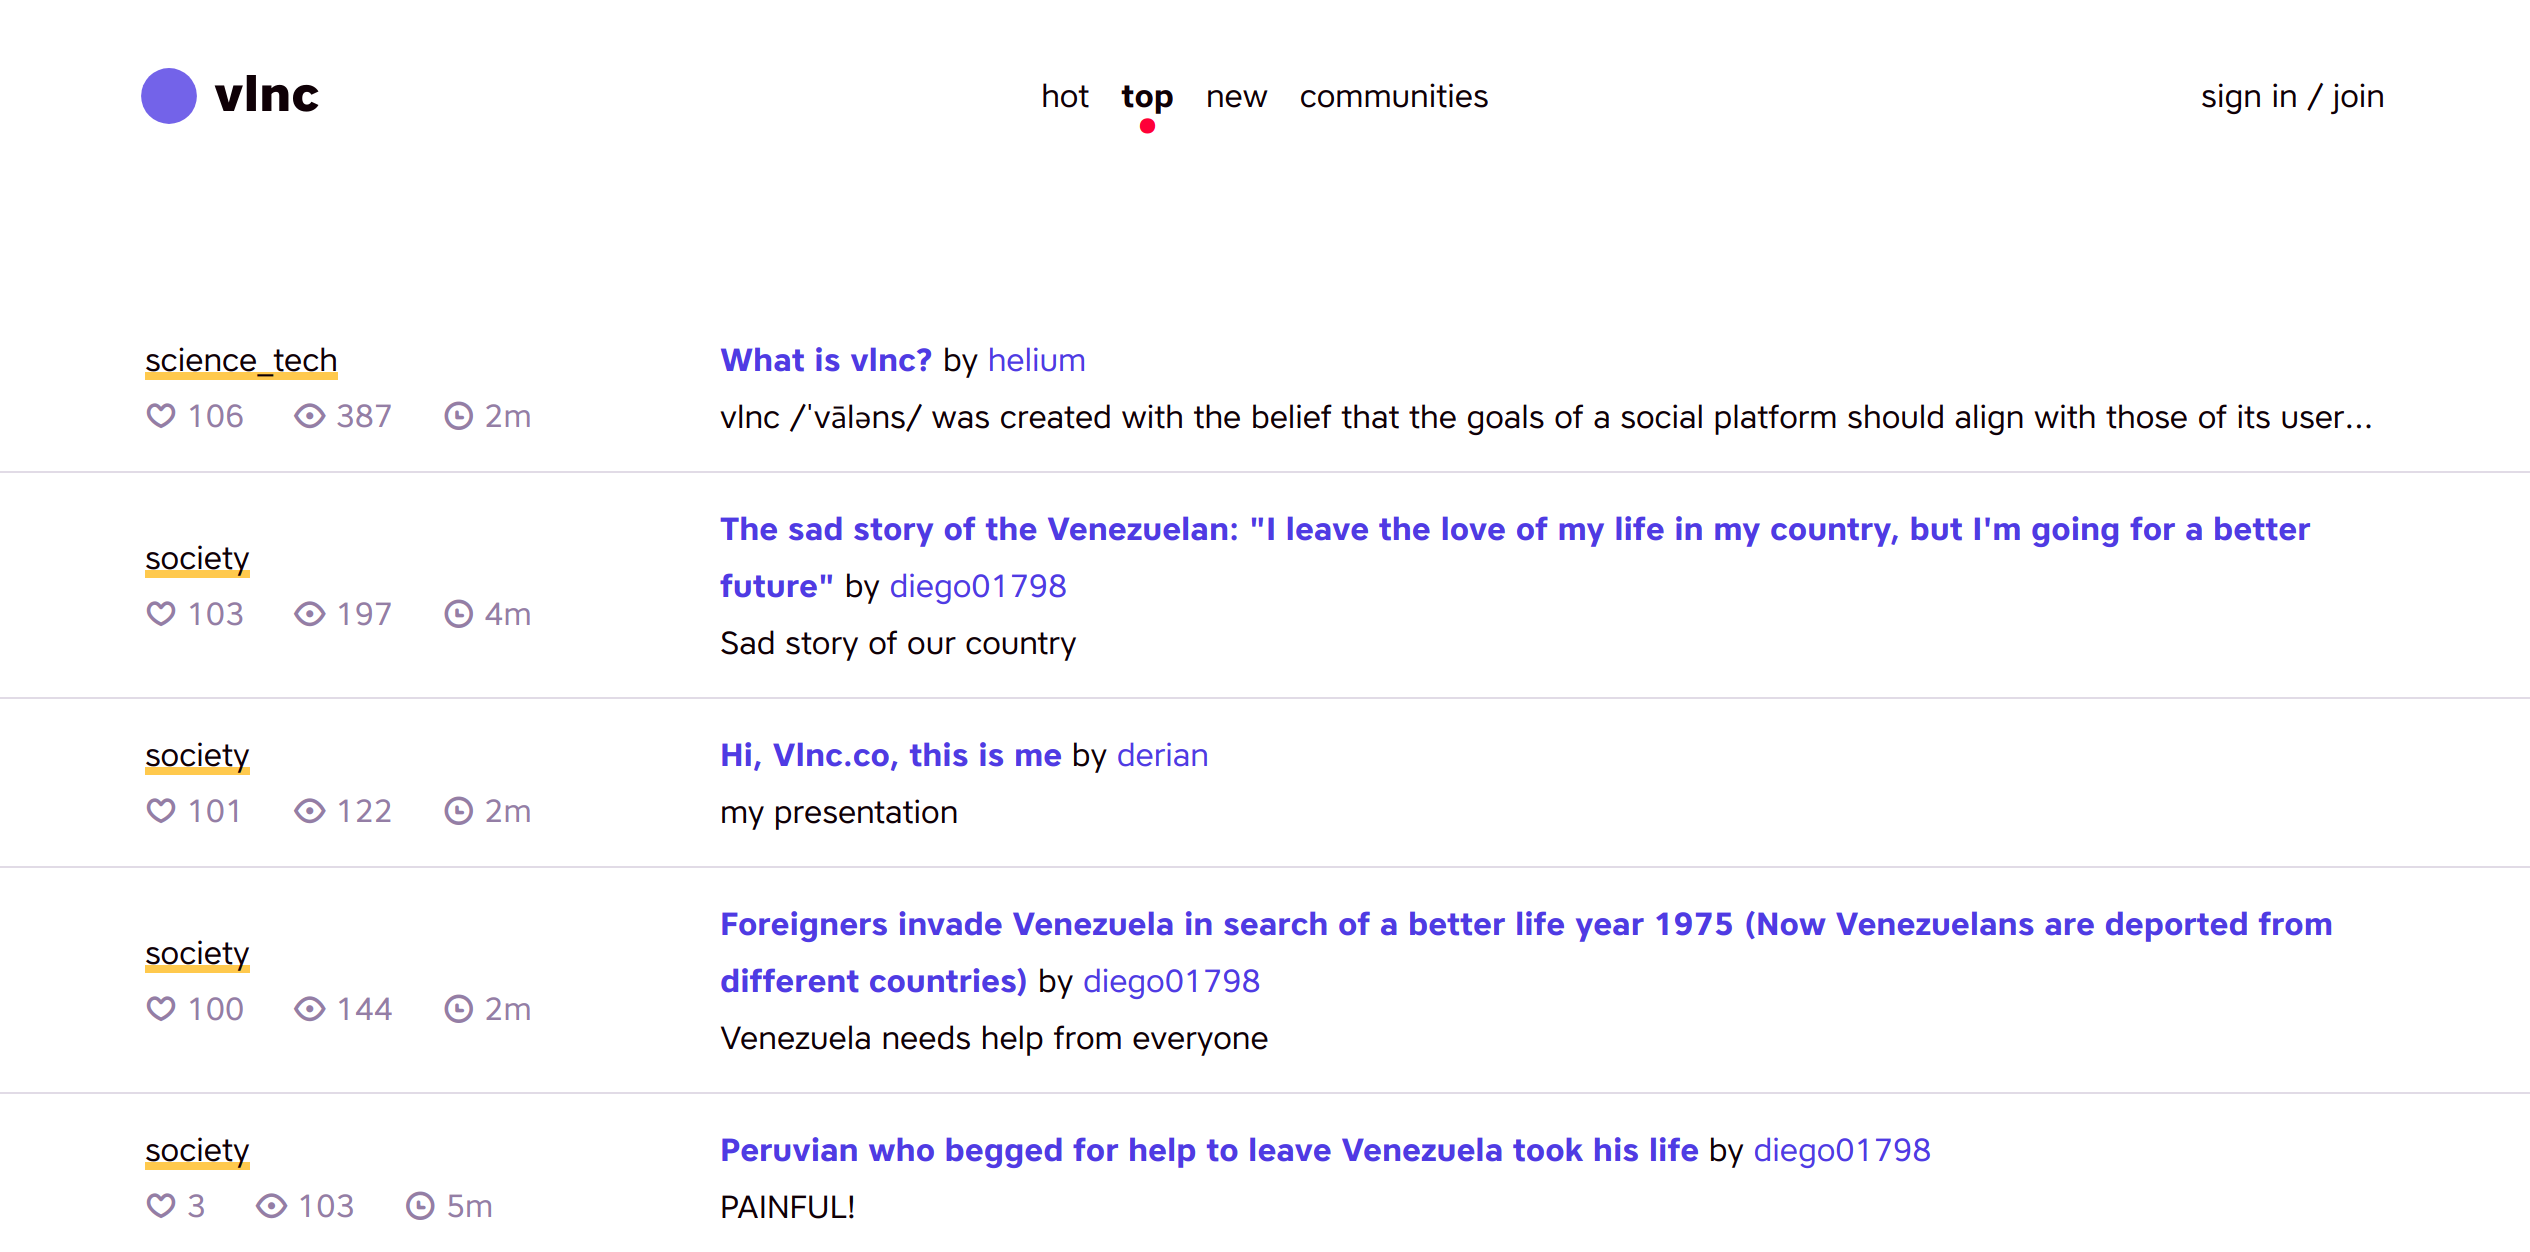 vlnc
hot top new communities
sign in / join
science_tech
106 387 2m
What is vlnc? by helium
vlnc /ˈvāləns/ was created with the belief that the goals of a social platform should align with those of its user...
society
103 197 4m
The sad story of the Venezuelan: "I leave the love of my life in my country, but I'm going for a better
future" by diego01798
Sad story of our country
society
101 122 2m
Hi, Vlnc.co, this is me by derian
my presentation
society
100 144 2m
Foreigners invade Venezuela in search of a better life year 1975 (Now Venezuelans are deported from
different countries) by diego01798
Venezuela needs help from everyone
society
3 103 5m
Peruvian who begged for help to leave Venezuela took his life by diego01798
PAINFUL!